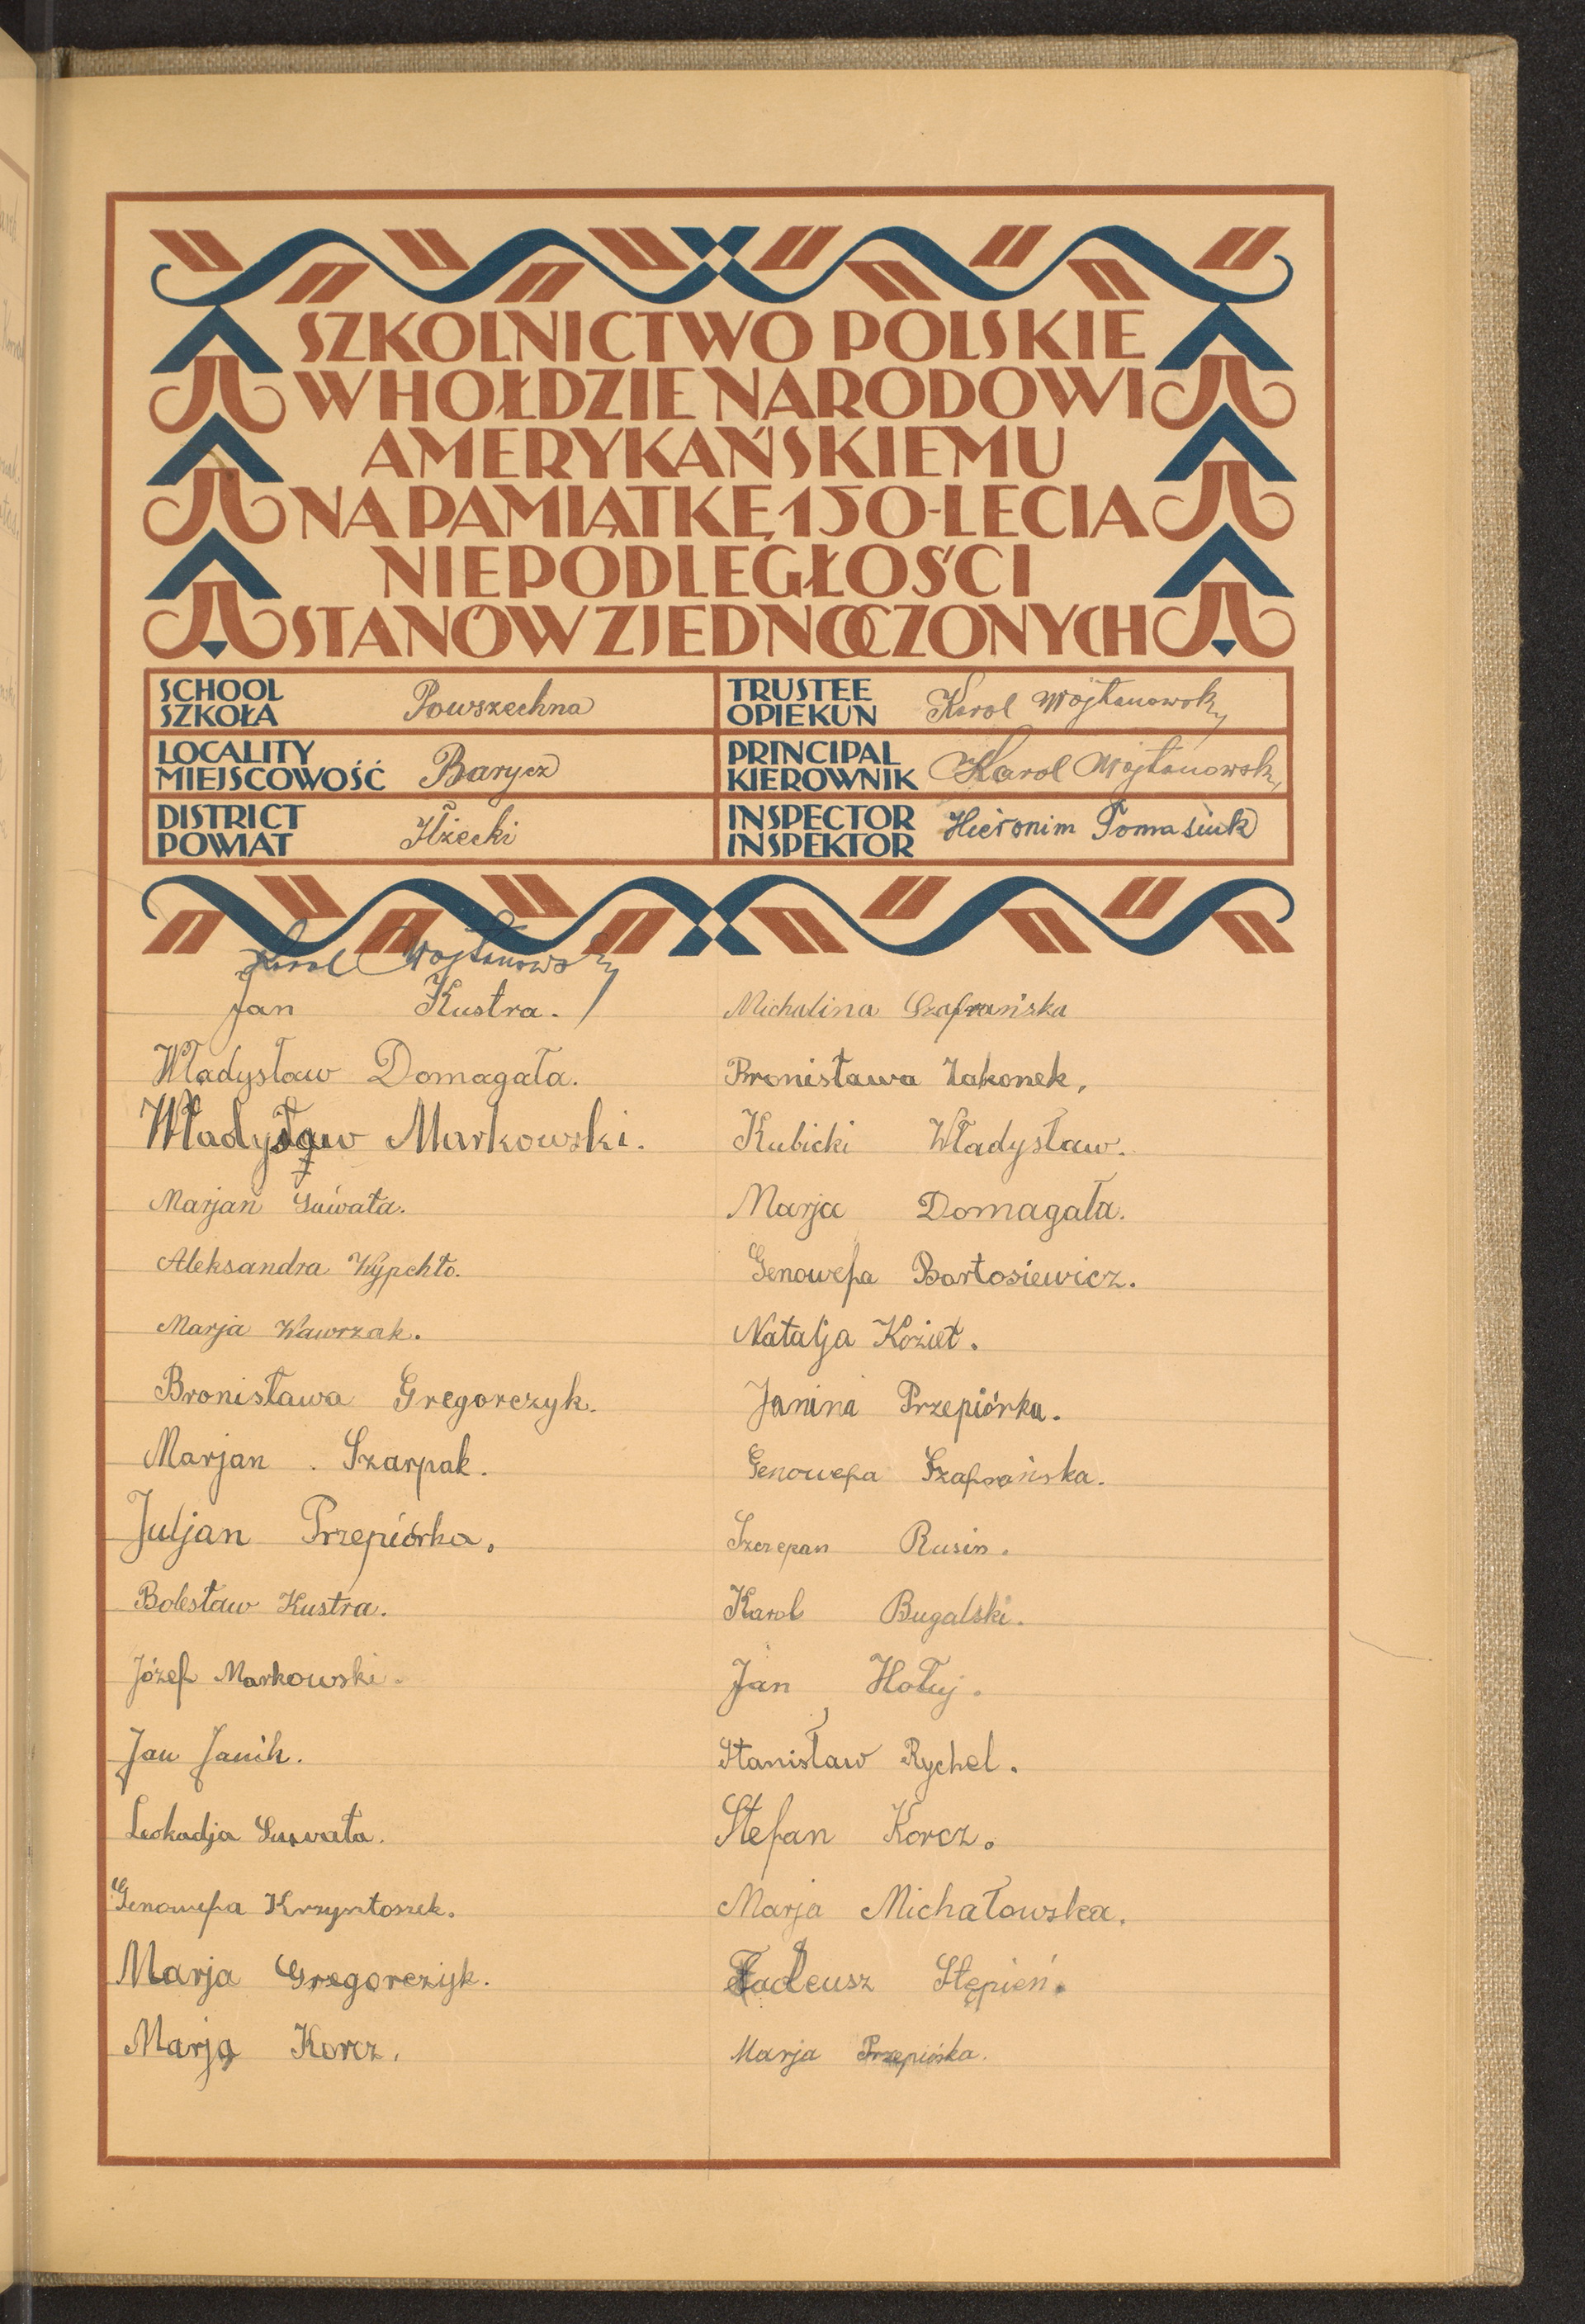 SZKOLNICTWO POLSKIE
W HOŁDZIE NARODOWI
AMERYKAŃSKIEMU
NA PAMIĄTKĘ 150-LECIA
NIEPODLEGŁOŚCI
STANÓW ZJEDNOCZONYCH
SCHOOL
SZKOŁA
Powszechna
TRUSTEE
OPIEKUN
Karol Wojtanowski
LOCALITY
MIEJSCOWOŚĆ
Barycz
PRINCIPAL
KIEROWNIK
Karol Wojtanowski
DISTRICT
POWIAT
Iłżecki
INSPECTOR
INSPEKTOR
Hieronim Tomasiuk
Karol Wojtanowski
Jan Kustra.
Władysław Domagała.
Władysław Markowski.
Marjan
Aleksandra Wypchło.
Marja Wawrzak.
Bronisława Gregorczyk.
Marjan . Szarpak.
Juljan Przepiórka.
Bolesław Kustra.
Józef Markowski.
Jan Janik.
Leokadja
Genowefa Krzysztoszek.
Marja Gregorczyk.
Marja Korcz.
Michalina Szafrańska
Bronisława Zakonek,
Kubicki Władysław.
Marja Domagała.
Genowefa Bartosiewicz.
Natalja Kozieł.
Janina Przepiórka.
Genowefa Szafrańska.
Szczepan Rusin.
Karol Bugalski.
Jan Hołuj.
Stanisław Rychel.
Stefan Korcz.
Marja Michałowska.
Tadeusz Stępień.
Marja Przepiórka.